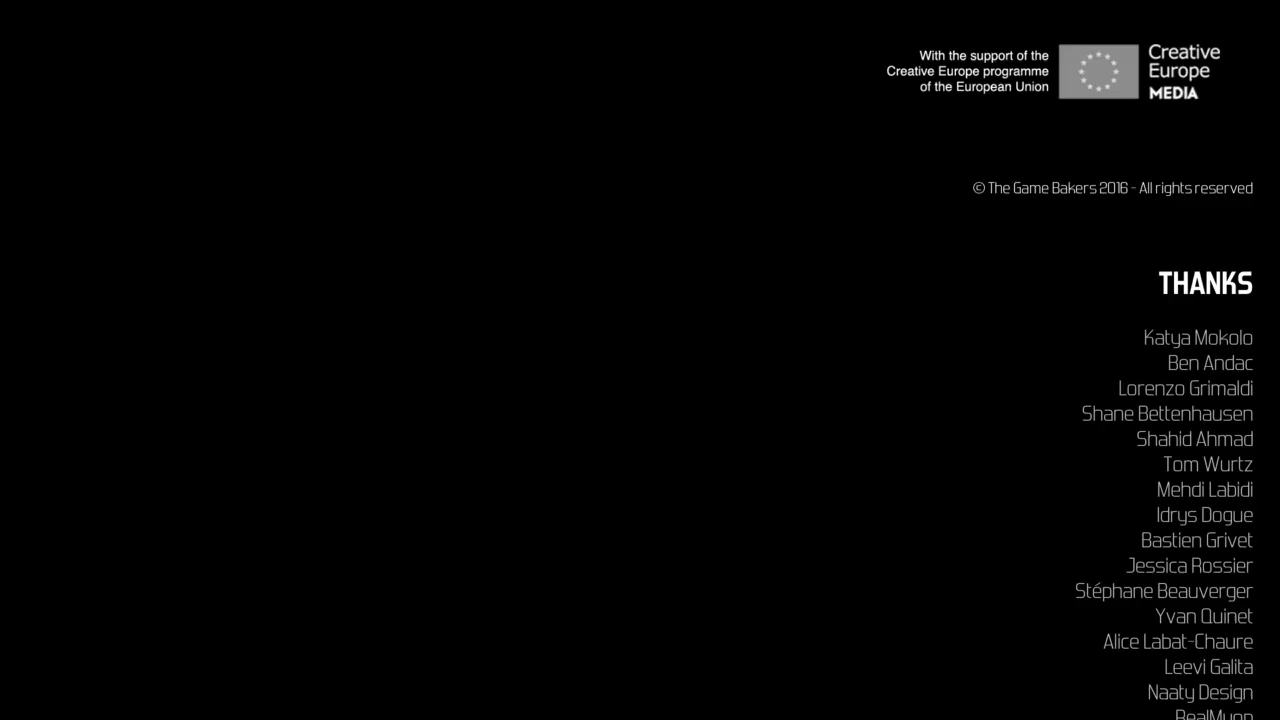 With the support of the
Creative Europe programme
of the European Union
Creative
Europe
MEDIA
© The Game Bakers 2016 - All rights reserved
THANKS
Katya Mokolo
Ben Andac
Lorenzo Grimaldi
Shane Bettenhausen
Shahid Ahmad
Tom Wurtz
Mehdi Labidi
Idrys Dogue
Bastien Grivet
Jessica Rossier
Stéphane Beauverger
Yvan Quinet
Alice Labat-Chaure
Leevi Galita
Naaty Design